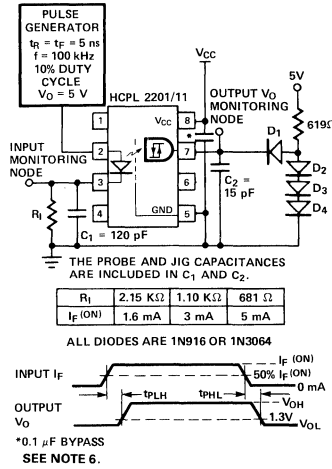 PULSE
GENERATOR
tR = tF = 5 ns
f = 100 kHz
10% DUTY
CYCLE
VO = 5 V
VCC
HCPL 2201/11
OUTPUT VO
MONITORING
NODE
5V
619Ω
INPUT
MONITORING
NODE
1
2
3
4
VCC
8
7
6
5
GND
*
D1
D2
D3
D4
C2 =
15 pF
RI
C1 = 120 pF
THE PROBE AND JIG CAPACITANCES
ARE INCLUDED IN C1 AND C2.
RI 2.15 KΩ 1.10 KΩ 681 Ω
IF (ON) 1.6 mA 3 mA 5 mA
ALL DIODES ARE 1N916 OR 1N3064
INPUT IF
IF (ON)
50% IF (ON)
0 mA
tPLH
tPHL
OUTPUT
VO
VOH
1.3V
VOL
*0.1 μF BYPASS
SEE NOTE 6.